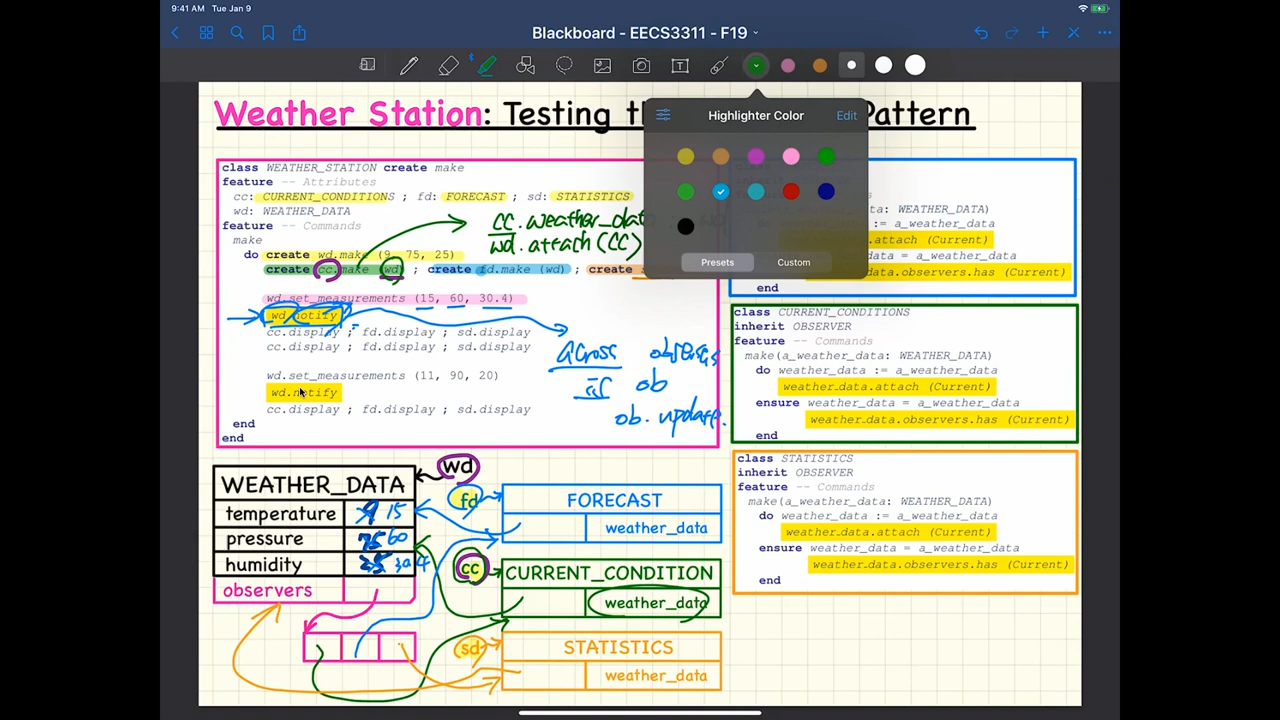 9:41 AM Tue Jan 9
Blackboard - EECS3311 - F19
Weather Station: Testing th Pattern
Highlighter Color Edit
Presets Custom
class WEATHER_STATION create make
feature -- Attributes
cc: CURRENT_CONDITIONS ; fd: FORECAST ; sd: STATISTICS
wd: WEATHER_DATA
feature -- Commands
make
do create wd.make (9, 75, 25)
create cc.make (wd) ; create fd.make (wd) ; create
wd.set_measurements (15, 60, 30.4)
wd.notify
cc.display ; fd.display ; sd.display
cc.display ; fd.display ; sd.display
wd.set_measurements (11, 90, 20)
wd.notify
cc.display ; fd.display ; sd.display
end
end
cc.weather_dat
wd.attach (CC)
across
ob
ob. update.
ta: WEATHER_DATA)
:= a_weather_data
.attach (Current)
ata = a_weather_data
data.observers.has (Current)
end
class CURRENT_CONDITIONS
inherit OBSERVER
feature -- Commands
make(a_weather_data: WEATHER_DATA)
do weather_data := a_weather_data
weather_data.attach (Current)
ensure weather_data = a_weather_data
weather_data.observers.has (Current)
end
class STATISTICS
inherit OBSERVER
feature -- Commands
make(a_weather_data: WEATHER_DATA)
do weather_data := a_weather_data
weather_data.attach (Current)
ensure weather_data = a_weather_data
weather_data.observers.has (Current)
end
wd
WEATHER_DATA
temperature 9 15
pressure 75 60
humidity 25 30.4
observers
fd
FORECAST
weather_data
cc
CURRENT_CONDITION
weather_data
sd
STATISTICS
weather_data